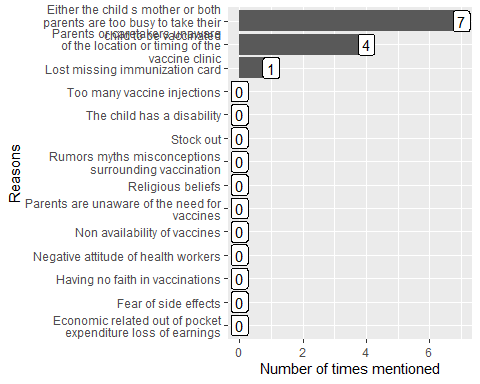 Either the child s mother or both
parents are too busy to take their
child to be vaccinated
Parents or caretakers unaware
of the location or timing of the
vaccine clinic
Lost missing immunization card
Too many vaccine injections
The child has a disability
Stock out
Rumors myths misconceptions
surrounding vaccination
Religious beliefs
Parents are unaware of the need for
vaccines
Non availability of vaccines
Negative attitude of health workers
Having no faith in vaccinations
Fear of side effects
Economic related out of pocket
expenditure loss of earnings
7
4
1
0
0
0
0
0
0
0
0
0
0
0
0
2
4
6
Number of times mentioned
Reasons